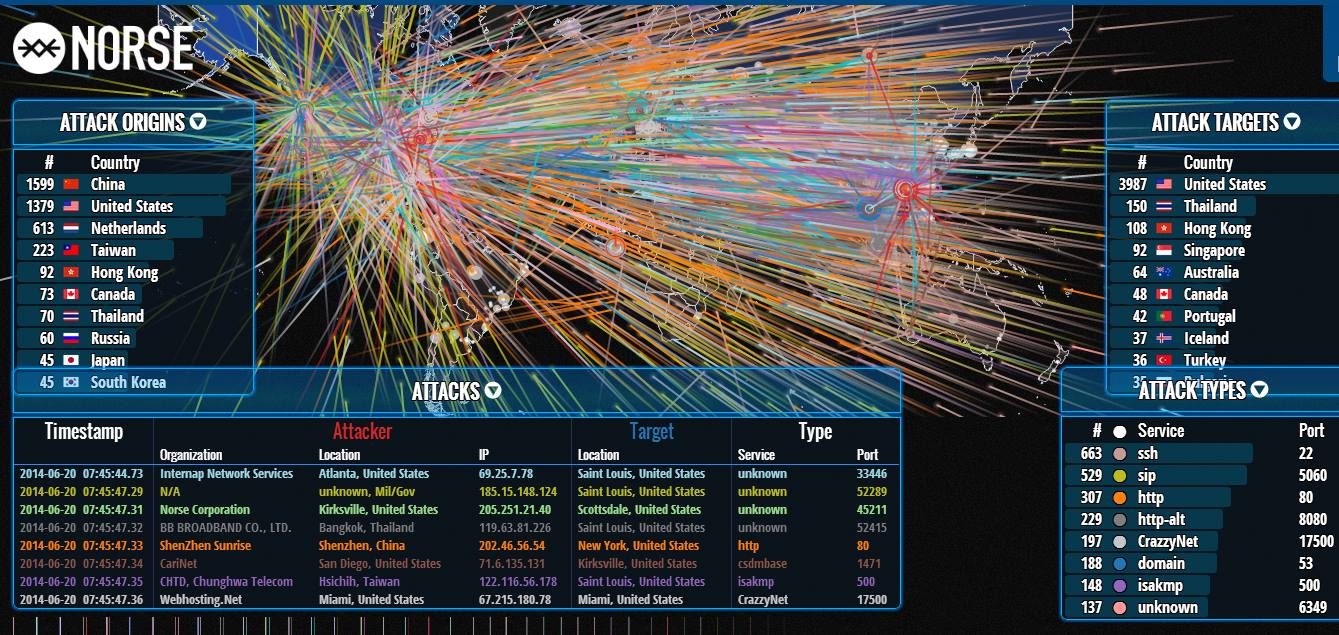 NORSE
ATTACK ORIGINS
# Country
1599 China
1379 United States
613 Netherlands
223 Taiwan
92 Hong Kong
73 Canada
70 Thailand
60 Russia
45 Japan
45 South Korea
ATTACK TARGETS
# Country
3987 United States
150 Thailand
108 Hong Kong
92 Singapore
64 Australia
48 Canada
42 Portugal
37 Iceland
36 Turkey
ATTACKS
Timestamp Attacker Target Type
Organization Location IP Location Service Port
2014-06-20 07:45:44.73 Internap Network Services Atlanta, United States 69.25.7.78 Saint Louis, United States unknown 33446
2014-06-20 07:45:47.29 N/A unknown, Mil/Gov 185.15.148.124 Saint Louis, United States unknown 52289
2014-06-20 07:45:47.31 Norse Corporation Kirksville, United States 205.251.21.40 Scottsdale, United States unknown 45211
2014-06-20 07:45:47.32 BB BROADBAND CO., LTD. Bangkok, Thailand 119.63.81.226 Saint Louis, United States unknown 52415
2014-06-20 07:45:47.33 ShenZhen Sunrise Shenzhen, China 202.46.56.54 New York, United States http 80
2014-06-20 07:45:47.34 CariNet San Diego, United States 71.6.135.131 Kirksville, United States csdmbase 1471
2014-06-20 07:45:47.35 CHTD, Chunghwa Telecom Hsichih, Taiwan 122.116.56.178 Saint Louis, United States isakmp 500
2014-06-20 07:45:47.36 Webhosting.Net Miami, United States 67.215.180.78 Miami, United States CrazzyNet 17500
ATTACK TYPES
# Service Port
663 ssh 22
529 sip 5060
307 http 80
229 http-alt 8080
197 CrazzyNet 17500
188 domain 53
148 isakmp 500
137 unknown 6349